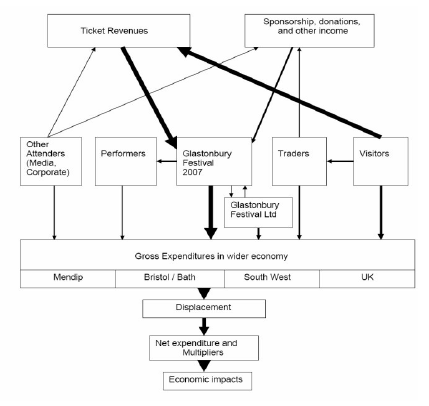 Ticket Revenues
Sponsorship, donations,
and other income
Other
Attenders
(Media,
Corporate)
Performers
Glastonbury
Festival
2007
Traders
Visitors
Glastonbury
Festival Ltd
Gross Expenditures in wider economy
Mendip
Bristol / Bath
South West
UK
Displacement
Net expenditure and
Multipliers
Economic impacts